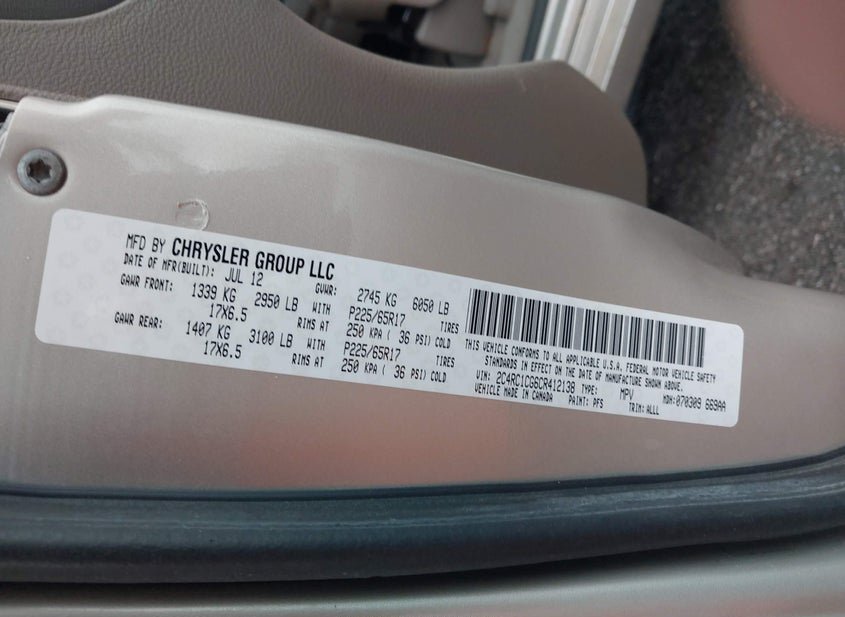 MFD BY CHRYSLER GROUP LLC
DATE OF MFR(BUILT): JUL 12 GVWR: 2745 KG 6050 LB
GAWR FRONT: 1339 KG 2950 LB WITH P225/65R17 TIRES
17X6.5 RIMS AT 250 KPA ( 36 PSI) COLD
GAWR REAR: 1407 KG 3100 LB WITH P225/65R17 TIRES
17X6.5 RIMS AT 250 KPA ( 36 PSI) COLD
THIS VEHICLE CONFORMS TO ALL APPLICABLE U.S.A. FEDERAL MOTOR VEHICLE SAFETY
STANDARDS IN EFFECT ON THE DATE OF MANUFACTURE SHOWN ABOVE.
VIN: 2C4RC1CG6CR412138 TYPE: MPV MDH: 070309 669AA
VEHICLE MADE IN CANADA PAINT: PFS TRIM: ALLL